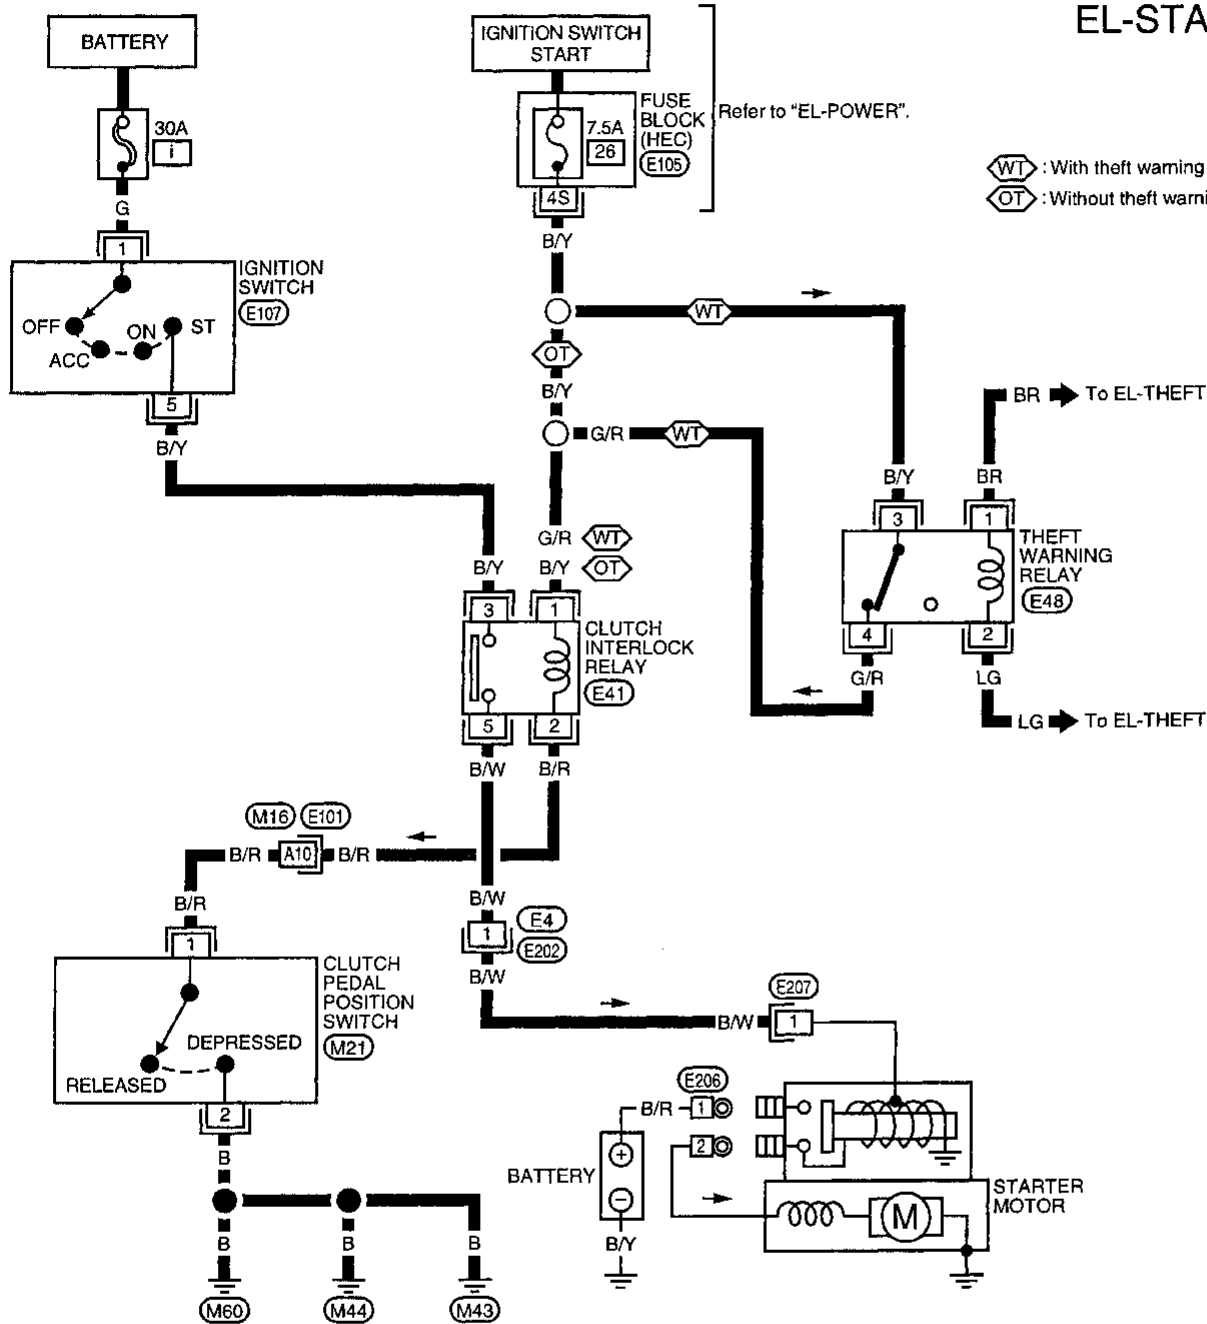 EL-STA
BATTERY
IGNITION SWITCH
START
30A
i
FUSE
BLOCK
(HEC)
E105
7.5A
26
Refer to "EL-POWER".
4S
WT : With theft warning
OT : Without theft warni
G
1
B/Y
IGNITION
SWITCH
E107
OFF
ACC
ON
ST
5
B/Y
WT
OT
B/Y
G/R
WT
BR
To EL-THEFT
B/Y
BR
3
1
THEFT
WARNING
RELAY
E48
4
2
G/R
LG
LG
To EL-THEFT
G/R
WT
B/Y
B/Y
OT
3
1
CLUTCH
INTERLOCK
RELAY
E41
5
2
B/W
B/R
M16
E101
B/R
A10
B/R
B/R
B/W
1
E4
E202
B/W
1
CLUTCH
PEDAL
POSITION
SWITCH
M21
DEPRESSED
RELEASED
2
E207
B/W
1
E206
B/R
1
2
BATTERY
+
−
B/Y
M
STARTER
MOTOR
B
B
B
B
M60
M44
M43